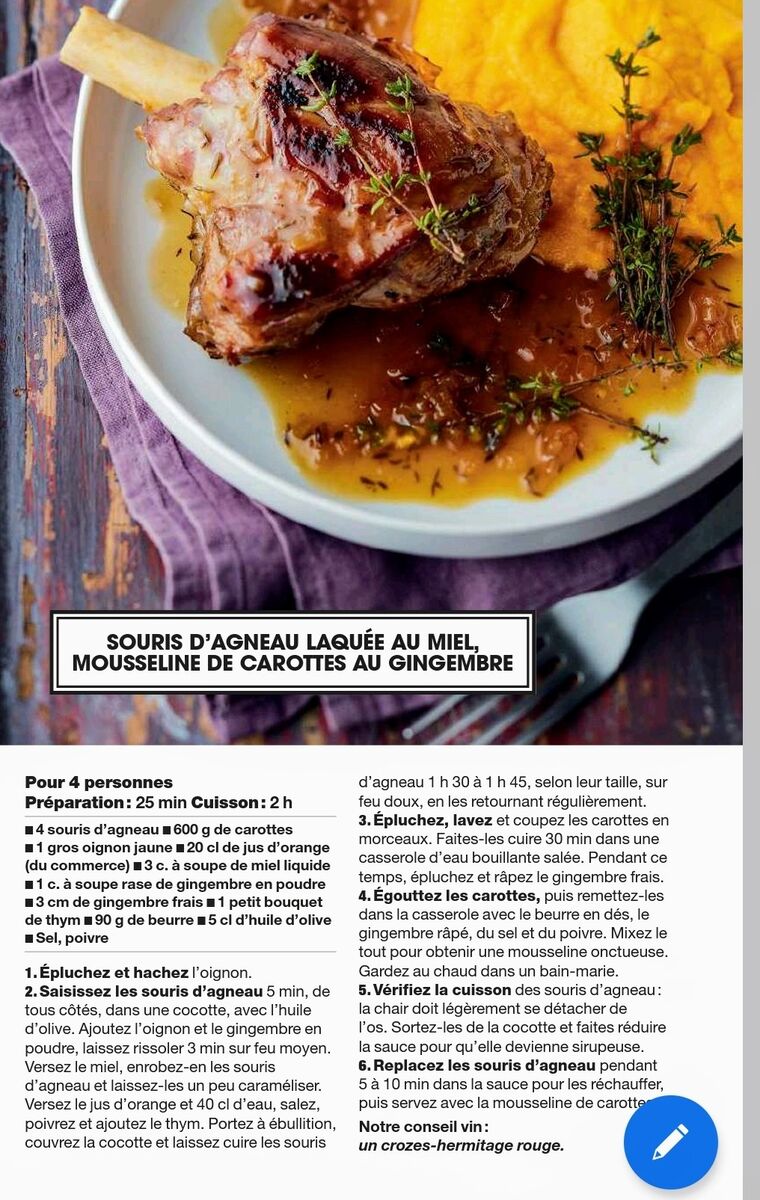 SOURIS D'AGNEAU LAQUÉE AU MIEL,
MOUSSELINE DE CAROTTES AU GINGEMBRE
Pour 4 personnes
Préparation : 25 min Cuisson : 2 h
■ 4 souris d'agneau ■ 600 g de carottes
■ 1 gros oignon jaune ■ 20 cl de jus d'orange
(du commerce) ■ 3 c. à soupe de miel liquide
■ 1 c. à soupe rase de gingembre en poudre
■ 3 cm de gingembre frais ■ 1 petit bouquet
de thym ■ 90 g de beurre ■ 5 cl d'huile d'olive
■ Sel, poivre
1. Épluchez et hachez l'oignon.
2. Saisissez les souris d'agneau 5 min, de
tous côtés, dans une cocotte, avec l'huile
d'olive. Ajoutez l'oignon et le gingembre en
poudre, laissez rissoler 3 min sur feu moyen.
Versez le miel, enrobez-en les souris
d'agneau et laissez-les un peu caraméliser.
Versez le jus d'orange et 40 cl d'eau, salez,
poivrez et ajoutez le thym. Portez à ébullition,
couvrez la cocotte et laissez cuire les souris
d'agneau 1 h 30 à 1 h 45, selon leur taille, sur
feu doux, en les retournant régulièrement.
3. Épluchez, lavez et coupez les carottes en
morceaux. Faites-les cuire 30 min dans une
casserole d'eau bouillante salée. Pendant ce
temps, épluchez et râpez le gingembre frais.
4. Égouttez les carottes, puis remettez-les
dans la casserole avec le beurre en dés, le
gingembre râpé, du sel et du poivre. Mixez le
tout pour obtenir une mousseline onctueuse.
Gardez au chaud dans un bain-marie.
5. Vérifiez la cuisson des souris d'agneau :
la chair doit légèrement se détacher de
l'os. Sortez-les de la cocotte et faites réduire
la sauce pour qu'elle devienne sirupeuse.
6. Replacez les souris d'agneau pendant
5 à 10 min dans la sauce pour les réchauffer,
puis servez avec la mousseline de carottes
Notre conseil vin :
un crozes-hermitage rouge.